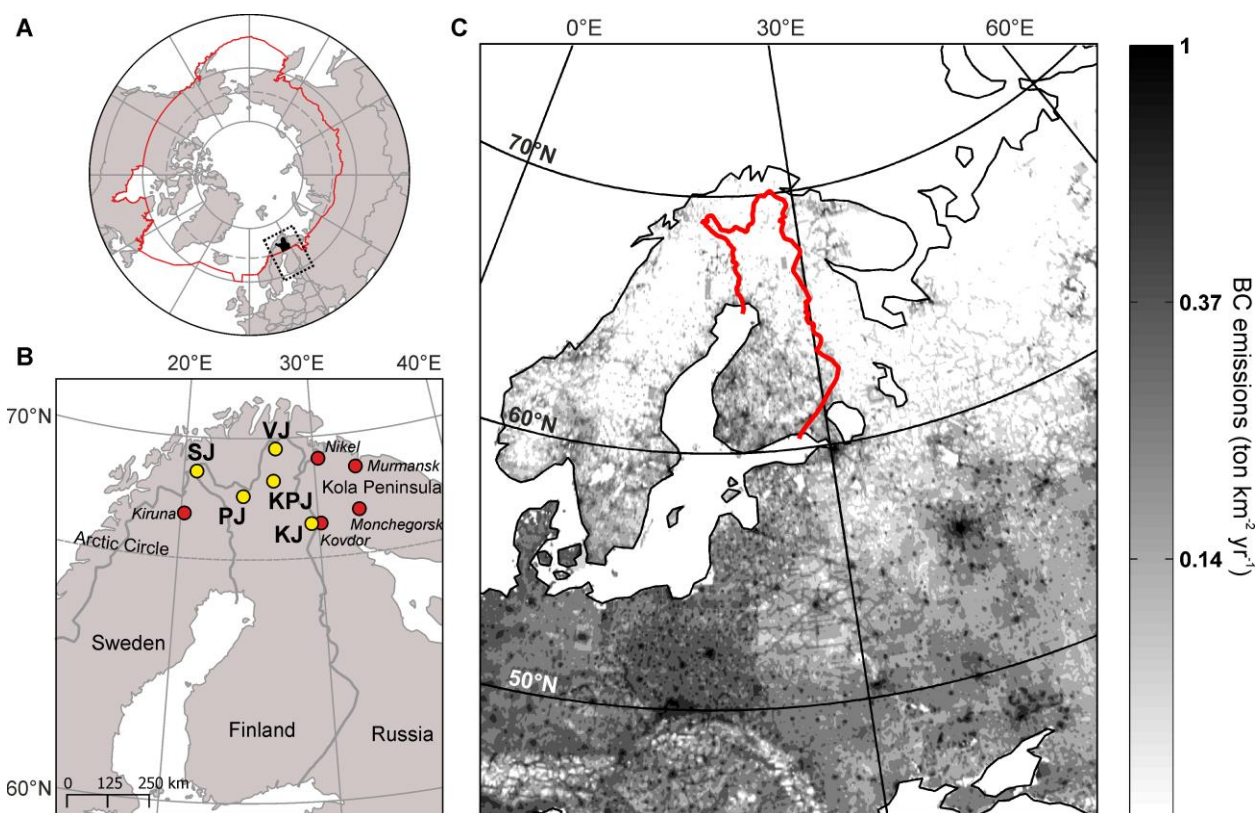 A
B
20°E
30°E
40°E
70°N
VJ
SJ
Nikel
Murmansk
Kola Peninsula
KPJ
Kiruna
PJ
Monchegorsk
KJ
Kovdor
Arctic Circle
Sweden
Finland
Russia
0 125 250 km
60°N
C
0°E
30°E
60°E
70°N
60°N
50°N
1
0.37
0.14
BC emissions (ton km⁻² yr⁻¹)